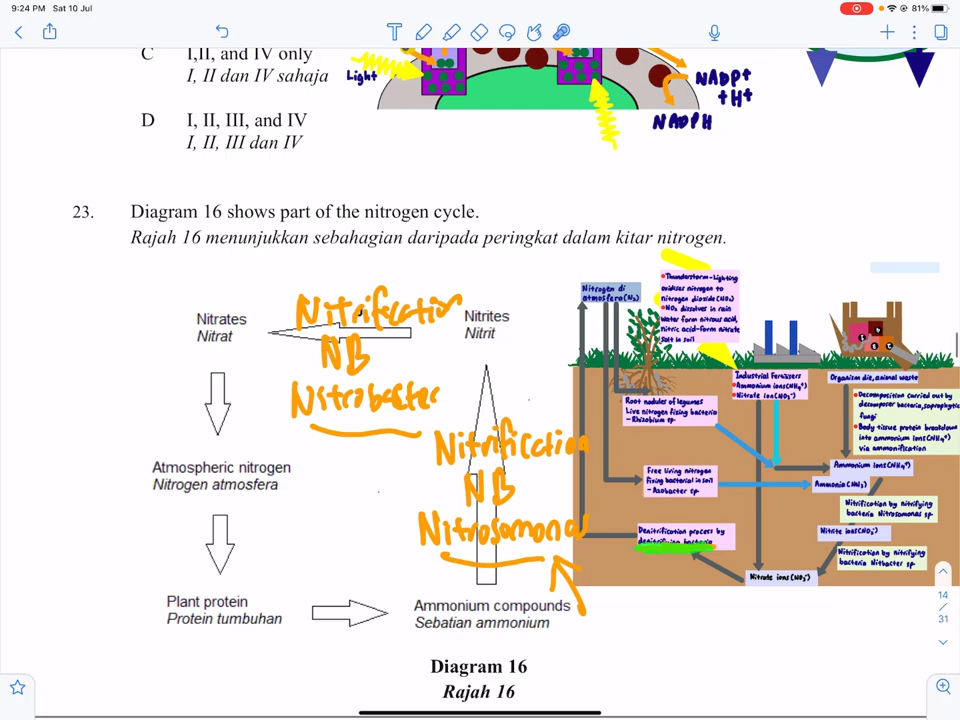 9:24 PM Sat 10 Jul
81%
C I,II, and IV only
I, II dan IV sahaja
Light
NADP+
+H+
NADPH
D I, II, III, and IV
I, II, III dan IV
23. Diagram 16 shows part of the nitrogen cycle.
Rajah 16 menunjukkan sebahagian daripada peringkat dalam kitar nitrogen.
Nitrates
Nitrat
Nitrification
NB
Nitrobacter
Nitrites
Nitrit
Atmospheric nitrogen
Nitrogen atmosfera
Nitrification
NB
Nitrosomonas
Plant protein
Protein tumbuhan
Ammonium compounds
Sebatian ammonium
Diagram 16
Rajah 16
Nitrogen di
atmosfera(N₂)
Thunderstorm-Lighting
oxidises nitrogen to
nitrogen dioxide(NO₂)
NO₂ dissolves in rain
water form nitrous acid,
nitric acid-form nitrate
salt in soil
Industrial Fertilisers
Ammonium ions(NH₄⁺)
Nitrate ion(NO₃⁻)
Organism die, animal waste
Decomposition carried out by
decomposer bacteria, saprophytic
fungi
Body tissue protein breakdown
into ammonium ions(NH₄⁺)
via ammonification
Root nodules of legumes
Live nitrogen fixing bacteria
- Rhizobium sp
Ammonium ions(NH₄⁺)
Free living nitrogen
fixing bacterial in soil
- Azobacter sp
Ammonia(NH₃)
Nitrification by nitrifying
bacteria Nitrosomonas sp
Denitrification process by
denitrifying bacteria
Nitrite ions(NO₂⁻)
Nitrification by nitrifying
bacteria Nitbacter sp
Nitrate ions(NO₃⁻)
14
/
31